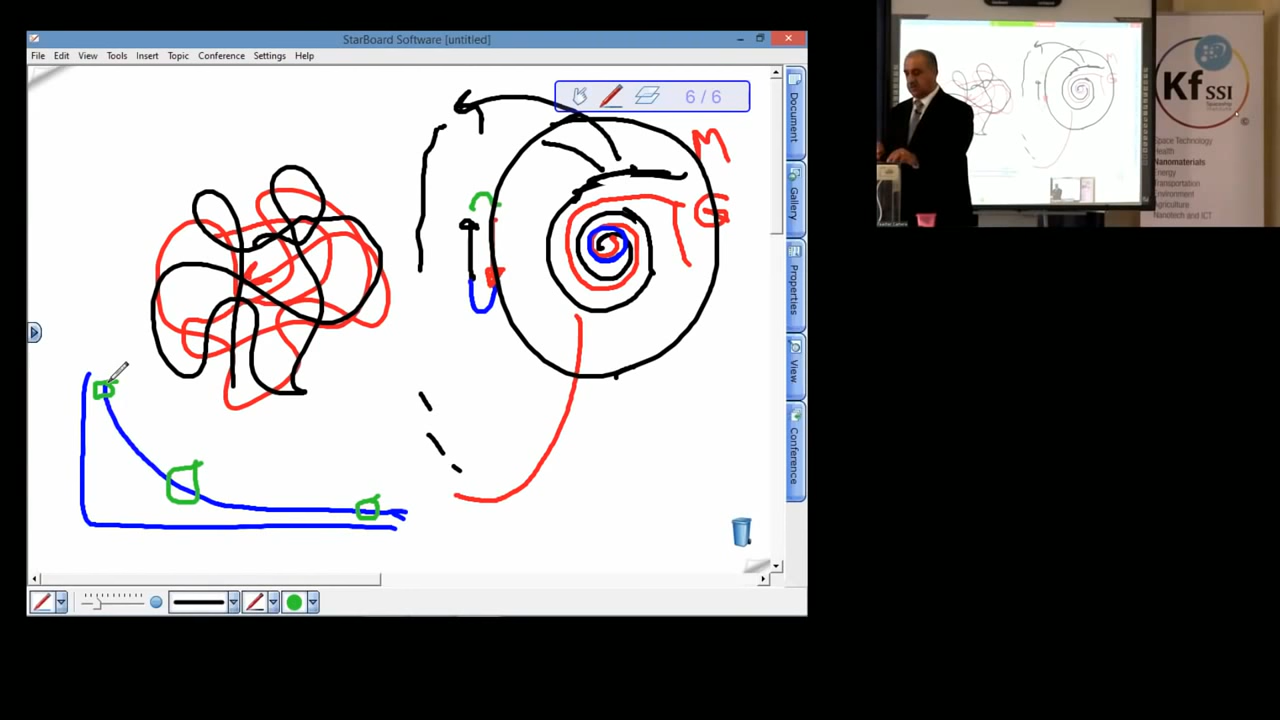 StarBoard Software [untitled]
File Edit View Tools Insert Topic Conference Settings Help
6 / 6
M
G
Document
Gallery
Properties
View
Conference
Kf SSI
Spaceship
Space Technology
Health
Nanomaterials
Energy
Transportation
Environment
Agriculture
Nanotech and ICT